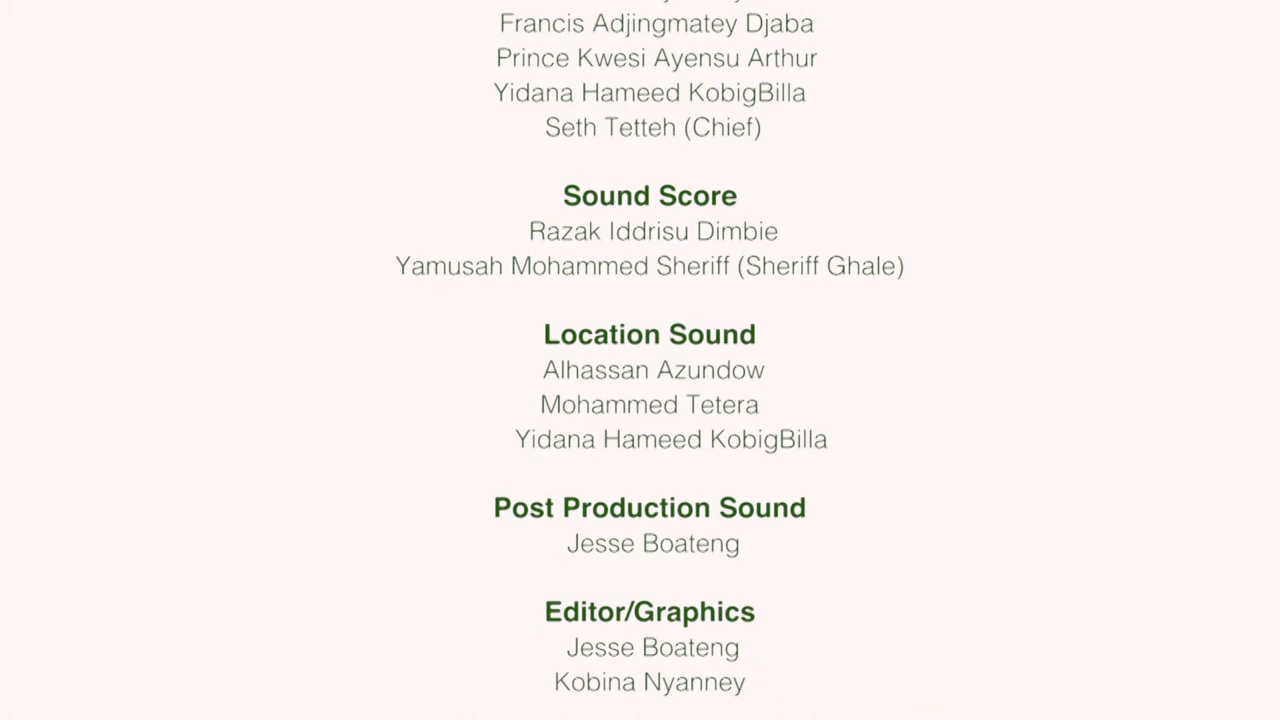 Francis Adjingmatey Djaba
Prince Kwesi Ayensu Arthur
Yidana Hameed KobigBilla
Seth Tetteh (Chief)
Sound Score
Razak Iddrisu Dimbie
Yamusah Mohammed Sheriff (Sheriff Ghale)
Location Sound
Alhassan Azundow
Mohammed Tetera
Yidana Hameed KobigBilla
Post Production Sound
Jesse Boateng
Editor/Graphics
Jesse Boateng
Kobina Nyanney